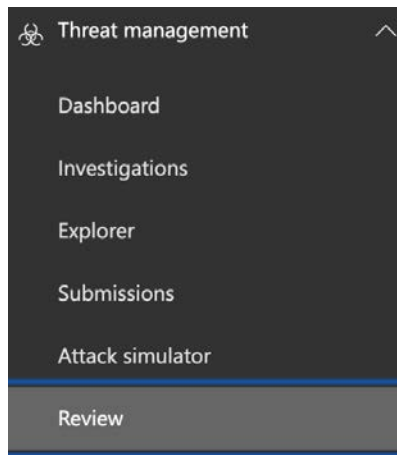 Threat management
Dashboard
Investigations
Explorer
Submissions
Attack simulator
Review